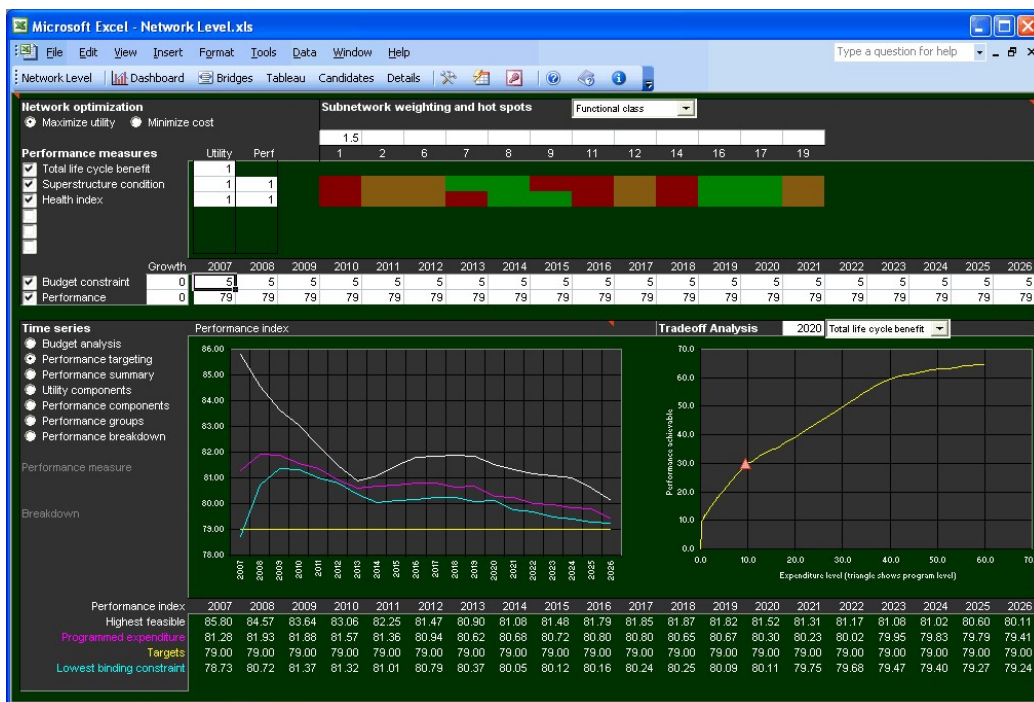 Microsoft Excel - Network Level.xls
File Edit View Insert Format Tools Data Window Help Type a question for help
Network Level Dashboard Bridges Tableau Candidates Details
Network optimization Subnetwork weighting and hot spots Functional class
Maximize utility Minimize cost
1.5
Performance measures Utility Perf 1 2 6 7 8 9 11 12 14 16 17 19
Total life cycle benefit 1
Superstructure condition 1 1
Health index 1 1
Growth 2007 2008 2009 2010 2011 2012 2013 2014 2015 2016 2017 2018 2019 2020 2021 2022 2023 2024 2025 2026
Budget constraint 0 5 5 5 5 5 5 5 5 5 5 5 5 5 5 5 5 5 5 5 5
Performance 0 79 79 79 79 79 79 79 79 79 79 79 79 79 79 79 79 79 79 79 79
Time series Performance index Tradeoff Analysis 2020 Total life cycle benefit
Budget analysis
Performance targeting
Performance summary
Utility components
Performance components
Performance groups
Performance breakdown
Performance measure
Breakdown
86.00
85.00
84.00
83.00
82.00
81.00
80.00
79.00
78.00
2007 2008 2009 2010 2011 2012 2013 2014 2015 2016 2017 2018 2019 2020 2021 2022 2023 2024 2025 2026
Performance achievable
70.0
60.0
50.0
40.0
30.0
20.0
10.0
0.0
0.0 10.0 20.0 30.0 40.0 50.0 60.0 70.
Expenditure level (triangle shows program level)
Performance index 2007 2008 2009 2010 2011 2012 2013 2014 2015 2016 2017 2018 2019 2020 2021 2022 2023 2024 2025 2026
Highest feasible 85.80 84.57 83.64 83.06 82.25 81.47 80.90 81.08 81.48 81.79 81.85 81.87 81.82 81.52 81.31 81.17 81.08 81.02 80.60 80.11
Programmed expenditure 81.28 81.93 81.88 81.57 81.36 80.94 80.62 80.68 80.72 80.80 80.80 80.65 80.67 80.30 80.23 80.02 79.95 79.83 79.79 79.41
Targets 79.00 79.00 79.00 79.00 79.00 79.00 79.00 79.00 79.00 79.00 79.00 79.00 79.00 79.00 79.00 79.00 79.00 79.00 79.00 79.00
Lowest binding constraint 78.73 80.72 81.37 81.32 81.01 80.79 80.37 80.05 80.12 80.16 80.24 80.25 80.09 80.11 79.75 79.68 79.47 79.40 79.27 79.24